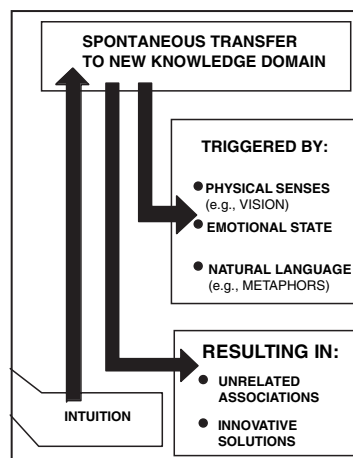 SPONTANEOUS TRANSFER
TO NEW KNOWLEDGE DOMAIN
TRIGGERED BY:
● PHYSICAL SENSES
(e.g., VISION)
● EMOTIONAL STATE
● NATURAL LANGUAGE
(e.g., METAPHORS)
RESULTING IN:
● UNRELATED
ASSOCIATIONS
● INNOVATIVE
SOLUTIONS
INTUITION